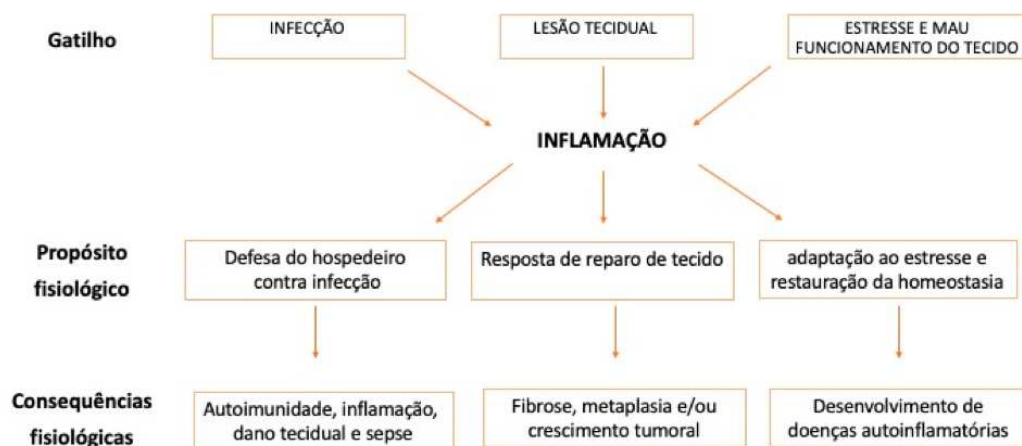 Gatilho
INFECÇÃO
LESÃO TECIDUAL
ESTRESSE E MAU
FUNCIONAMENTO DO TECIDO
INFLAMAÇÃO
Propósito
fisiológico
Defesa do hospedeiro
contra infecção
Resposta de reparo de tecido
adaptação ao estresse e
restauração da homeostasia
Consequências
fisiológicas
Autoimunidade, inflamação,
dano tecidual e sepse
Fibrose, metaplasia e/ou
crescimento tumoral
Desenvolvimento de
doenças autoinflamatórias